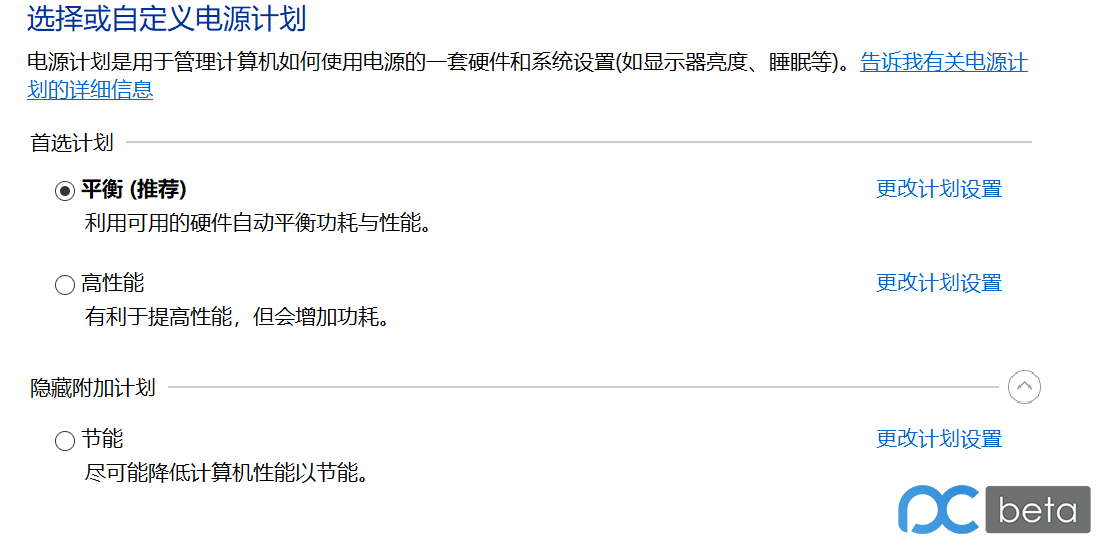 选择或自定义电源计划
电源计划是用于管理计算机如何使用电源的一套硬件和系统设置(如显示器亮度、睡眠等)。告诉我有关电源计
划的详细信息
首选计划
平衡 (推荐) 更改计划设置
利用可用的硬件自动平衡功耗与性能。
高性能 更改计划设置
有利于提高性能，但会增加功耗。
隐藏附加计划
节能 更改计划设置
尽可能降低计算机性能以节能。
pc beta